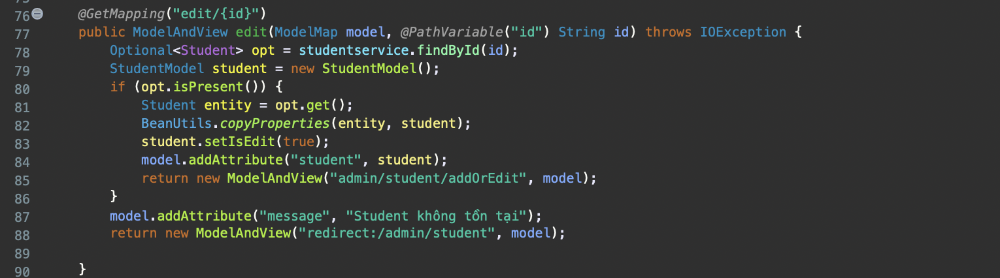 76 @GetMapping("edit/{id}")
77 public ModelAndView edit(ModelMap model, @PathVariable("id") String id) throws IOException {
78 Optional<Student> opt = studentservice.findById(id);
79 StudentModel student = new StudentModel();
80 if (opt.isPresent()) {
81 Student entity = opt.get();
82 BeanUtils.copyProperties(entity, student);
83 student.setIsEdit(true);
84 model.addAttribute("student", student);
85 return new ModelAndView("admin/student/addOrEdit", model);
86 }
87 model.addAttribute("message", "Student không tồn tại");
88 return new ModelAndView("redirect:/admin/student", model);
89
90 }